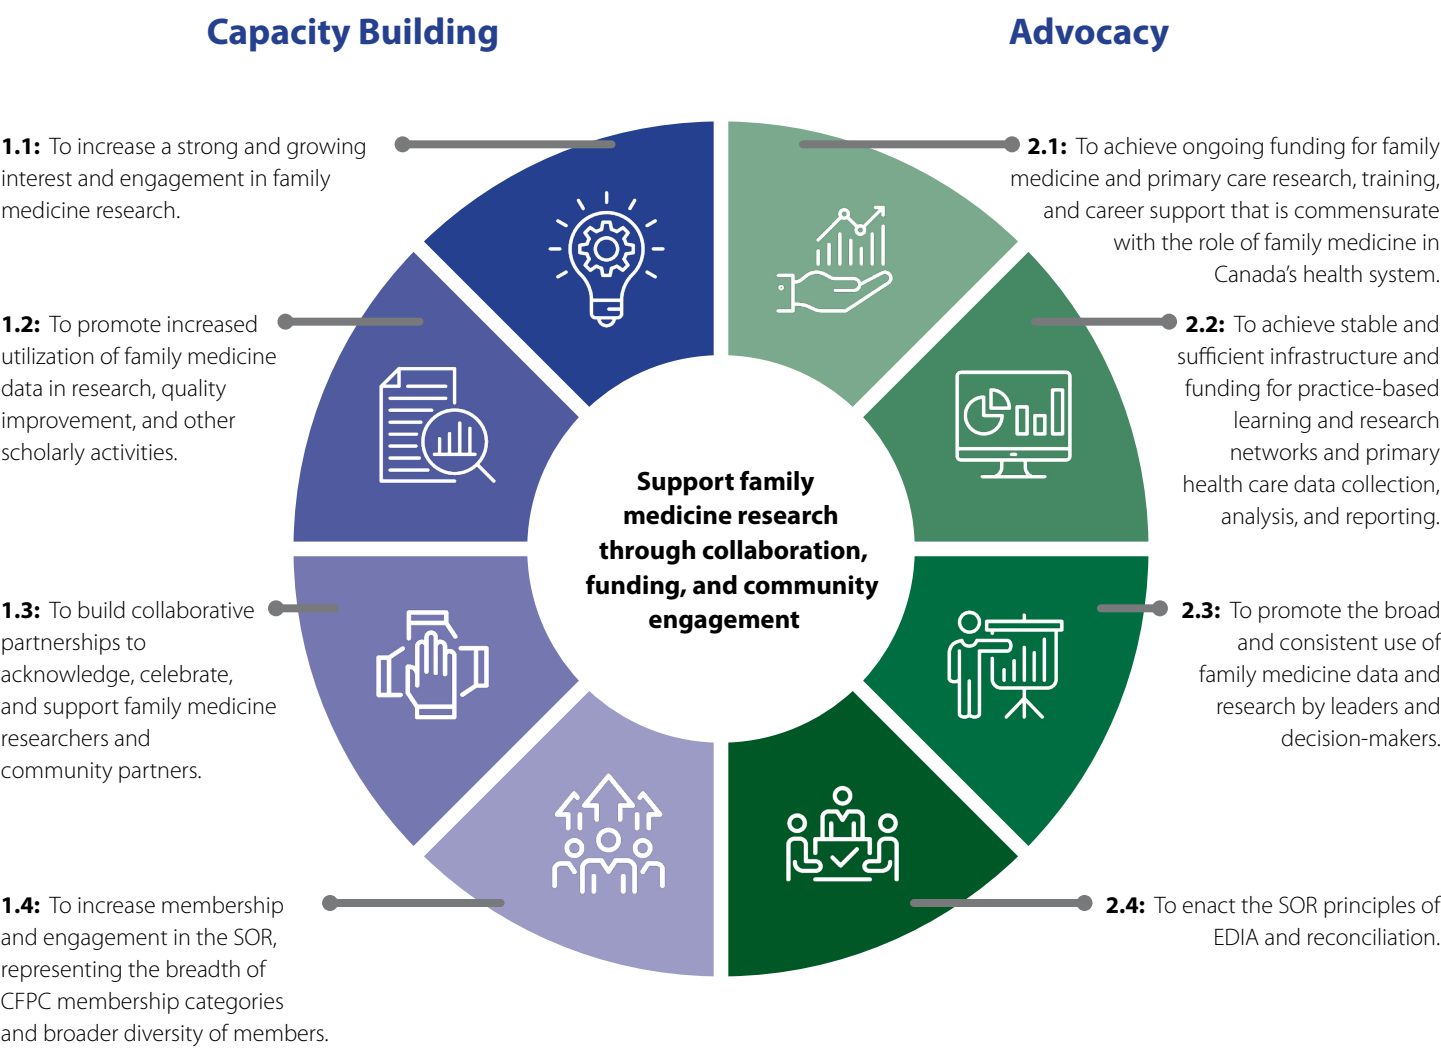 Capacity Building
Advocacy
1.1: To increase a strong and growing
interest and engagement in family
medicine research.
1.2: To promote increased
utilization of family medicine
data in research, quality
improvement, and other
scholarly activities.
1.3: To build collaborative
partnerships to
acknowledge, celebrate,
and support family medicine
researchers and
community partners.
1.4: To increase membership
and engagement in the SOR,
representing the breadth of
CFPC membership categories
and broader diversity of members.
Support family
medicine research
through collaboration,
funding, and community
engagement
2.1: To achieve ongoing funding for family
medicine and primary care research, training,
and career support that is commensurate
with the role of family medicine in
Canada’s health system.
2.2: To achieve stable and
sufficient infrastructure and
funding for practice-based
learning and research
networks and primary
health care data collection,
analysis, and reporting.
2.3: To promote the broad
and consistent use of
family medicine data and
research by leaders and
decision-makers.
2.4: To enact the SOR principles of
EDIA and reconciliation.